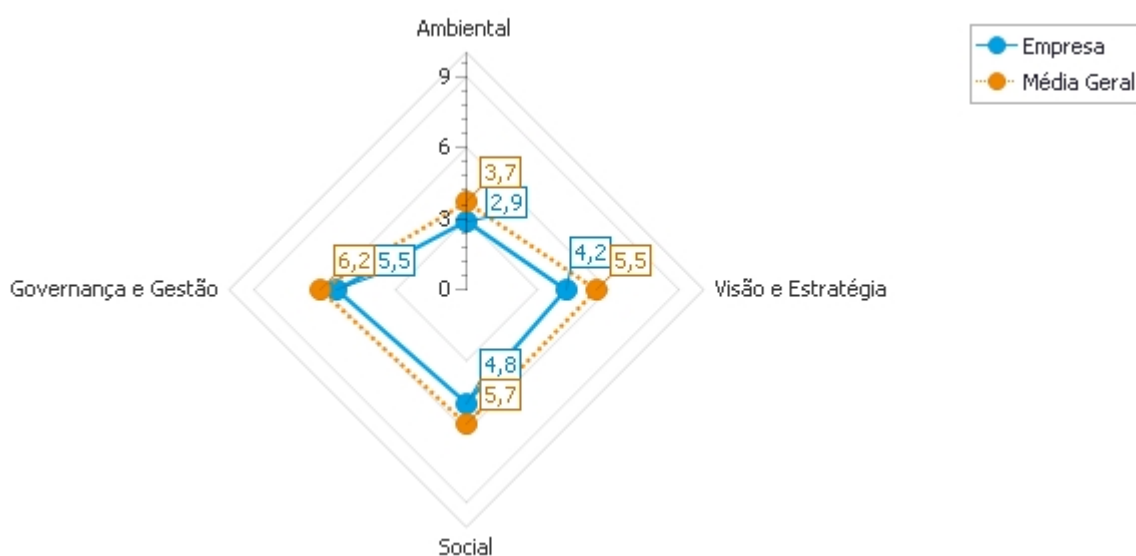 Ambiental
Empresa
Média Geral
9
6
3,7
2,9
3
6,2
5,5
4,2
5,5
Governança e Gestão
0
Visão e Estratégia
4,8
5,7
Social